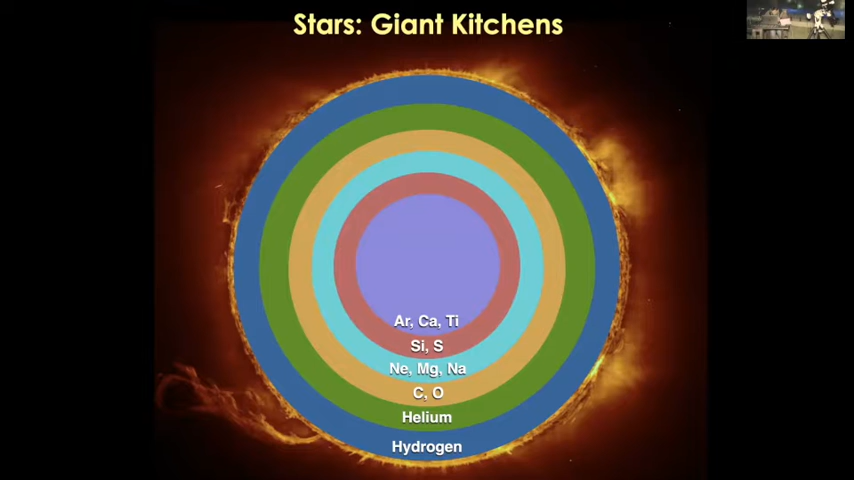 Stars: Giant Kitchens
Ar, Ca, Ti
Si, S
Ne, Mg, Na
C, O
Helium
Hydrogen